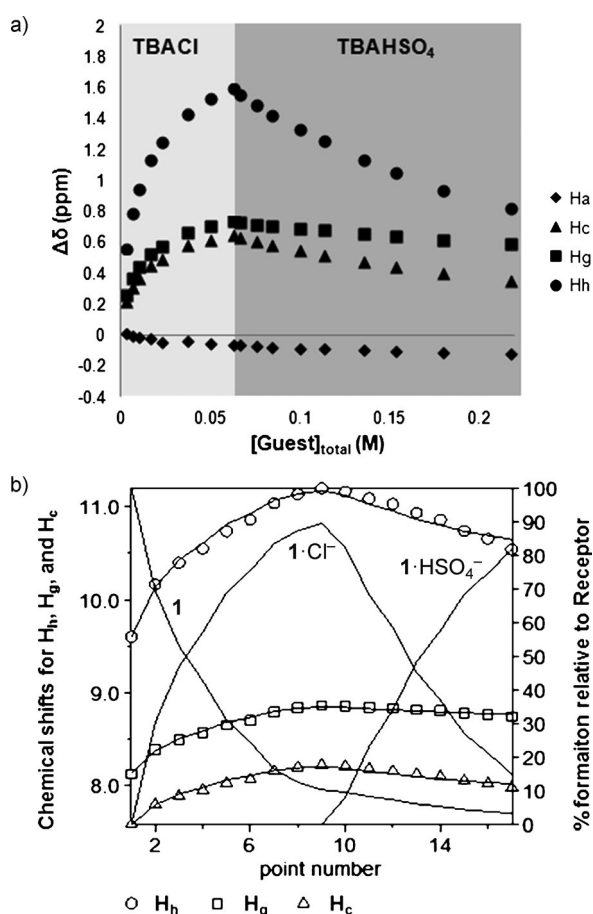 a)
TBACl
TBAHSO4
Δδ (ppm)
2
1.8
1.6
1.4
1.2
1
0.8
0.6
0.4
0.2
0
-0.2
-0.4
0
0.05
0.1
0.15
0.2
[Guest]total (M)
Ha
Hc
Hg
Hh
b)
Chemical shifts for Hh, Hg, and Hc
11.0
10.0
9.0
8.0
1
1·Cl−
1·HSO4−
100
90
80
70
60
50
40
30
20
10
0
%formaiton relative to Receptor
2
6
10
14
point number
Hh
Hg
Hc